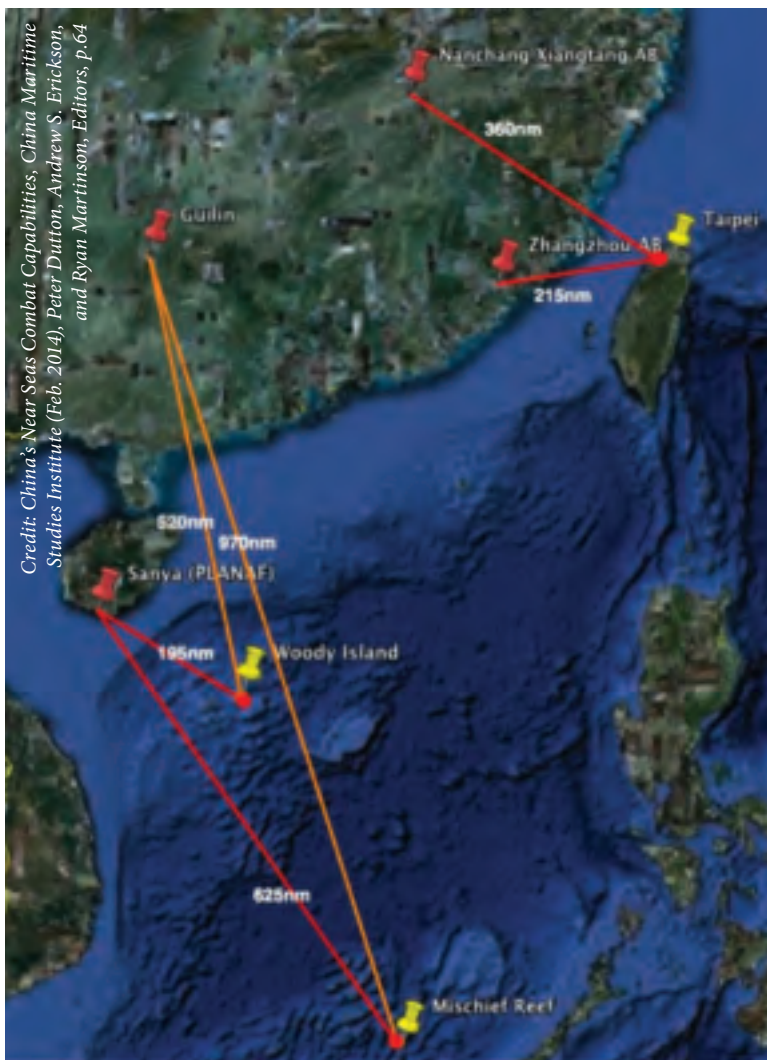 Credit: China's Near Seas Combat Capabilities, China Maritime
Studies Institute (Feb. 2014), Peter Dutton, Andrew S. Erickson,
and Ryan Martinson, Editors, p.64
Nanchang Xiangtang AB
360nm
Guilin
Taipei
Zhangzhou AB
215nm
520nm
970nm
Sanya (PLANAF)
195nm
Woody Island
625nm
Mischief Reef